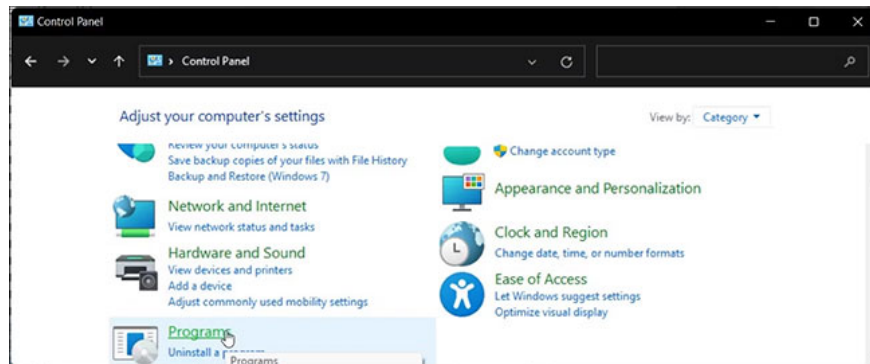 Control Panel
Control Panel
Adjust your computer's settings
View by: Category
Review your computer's status
Save backup copies of your files with File History
Backup and Restore (Windows 7)
Network and Internet
View network status and tasks
Hardware and Sound
View devices and printers
Add a device
Adjust commonly used mobility settings
Programs
Uninstall a program
Programs
Change account type
Appearance and Personalization
Clock and Region
Change date, time, or number formats
Ease of Access
Let Windows suggest settings
Optimize visual display